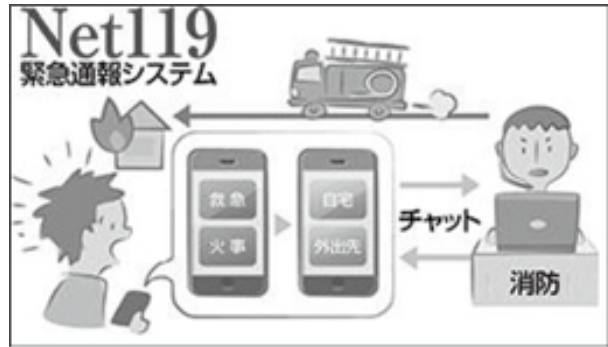 Net119
緊急通報システム
救急
火事
自宅
外出先
チャット
消防